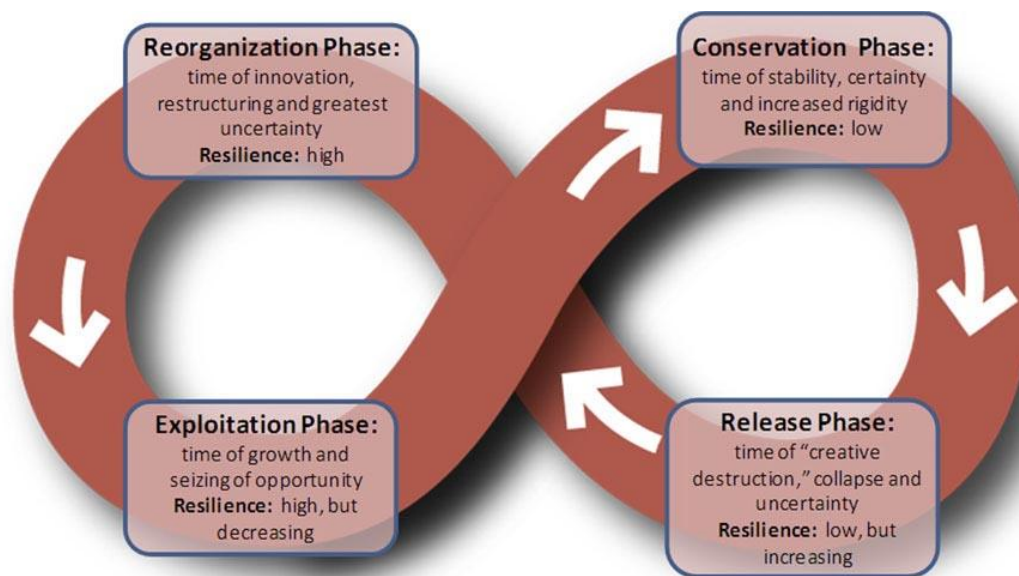 Reorganization Phase:
time of innovation,
restructuring and greatest
uncertainty
Resilience: high
Conservation Phase:
time of stability, certainty
and increased rigidity
Resilience: low
Exploitation Phase:
time of growth and
seizing of opportunity
Resilience: high, but
decreasing
Release Phase:
time of “creative
destruction,” collapse and
uncertainty
Resilience: low, but
increasing